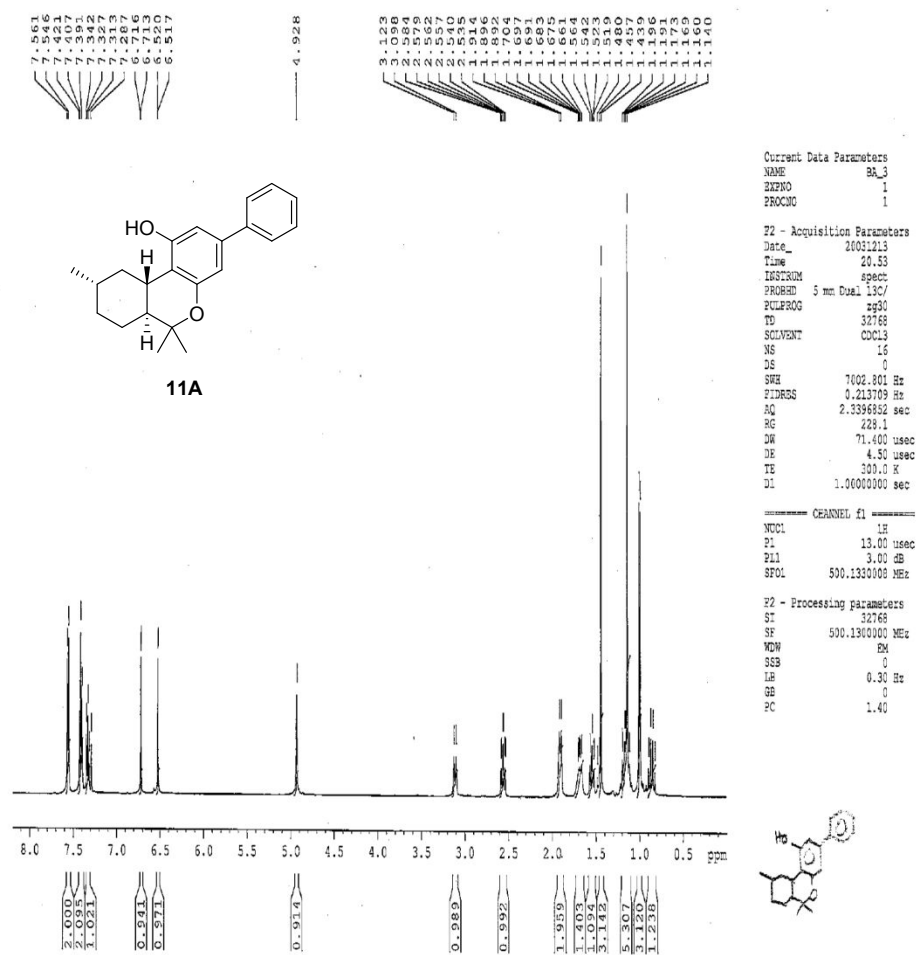 7.561
7.546
7.421
7.407
7.391
7.342
7.327
7.313
7.287
6.716
6.713
6.520
6.517
4.928
3.123
3.098
2.584
2.579
2.562
2.557
2.540
2.535
1.914
1.896
1.892
1.704
1.697
1.691
1.683
1.675
1.651
1.564
1.542
1.523
1.519
1.480
1.457
1.439
1.196
1.191
1.173
1.169
1.160
1.140
HO
H
O
H
11A
Current Data Parameters
NAME BA_3
EXPNO 1
PROCNO 1
F2 - Acquisition Parameters
Date_ 20031213
Time 20.53
INSTRUM spect
PROBHD 5 mm Dual 13C/
PULPROG zg30
TD 32768
SOLVENT CDCl3
NS 16
DS 0
SWH 7002.801 Hz
FIDRES 0.213709 Hz
AQ 2.3396852 sec
RG 228.1
DW 71.400 usec
DE 4.50 usec
TE 300.0 K
D1 1.00000000 sec
======== CHANNEL f1 ========
NUC1 1H
P1 13.00 usec
PL1 3.00 dB
SFO1 500.1330008 MHz
F2 - Processing parameters
SI 32768
SF 500.1300000 MHz
WDW EM
SSB 0
LB 0.30 Hz
GB 0
PC 1.40
8.0 7.5 7.0 6.5 6.0 5.5 5.0 4.5 4.0 3.5 3.0 2.5 2.0 1.5 1.0 0.5 ppm
2.000
2.095
1.021
0.941
0.971
0.914
0.989
0.992
1.959
1.403
1.094
3.142
5.307
3.120
1.238
Ho